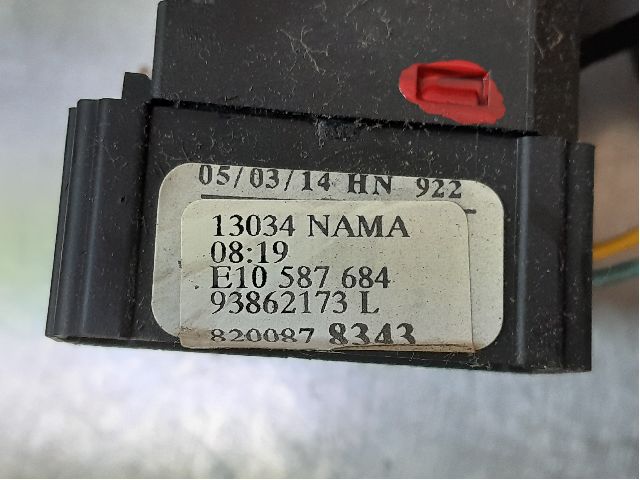 05/03/14 HN 922
13034 NAMA
08:19
E10 587 684
93862173 L
820087 8343